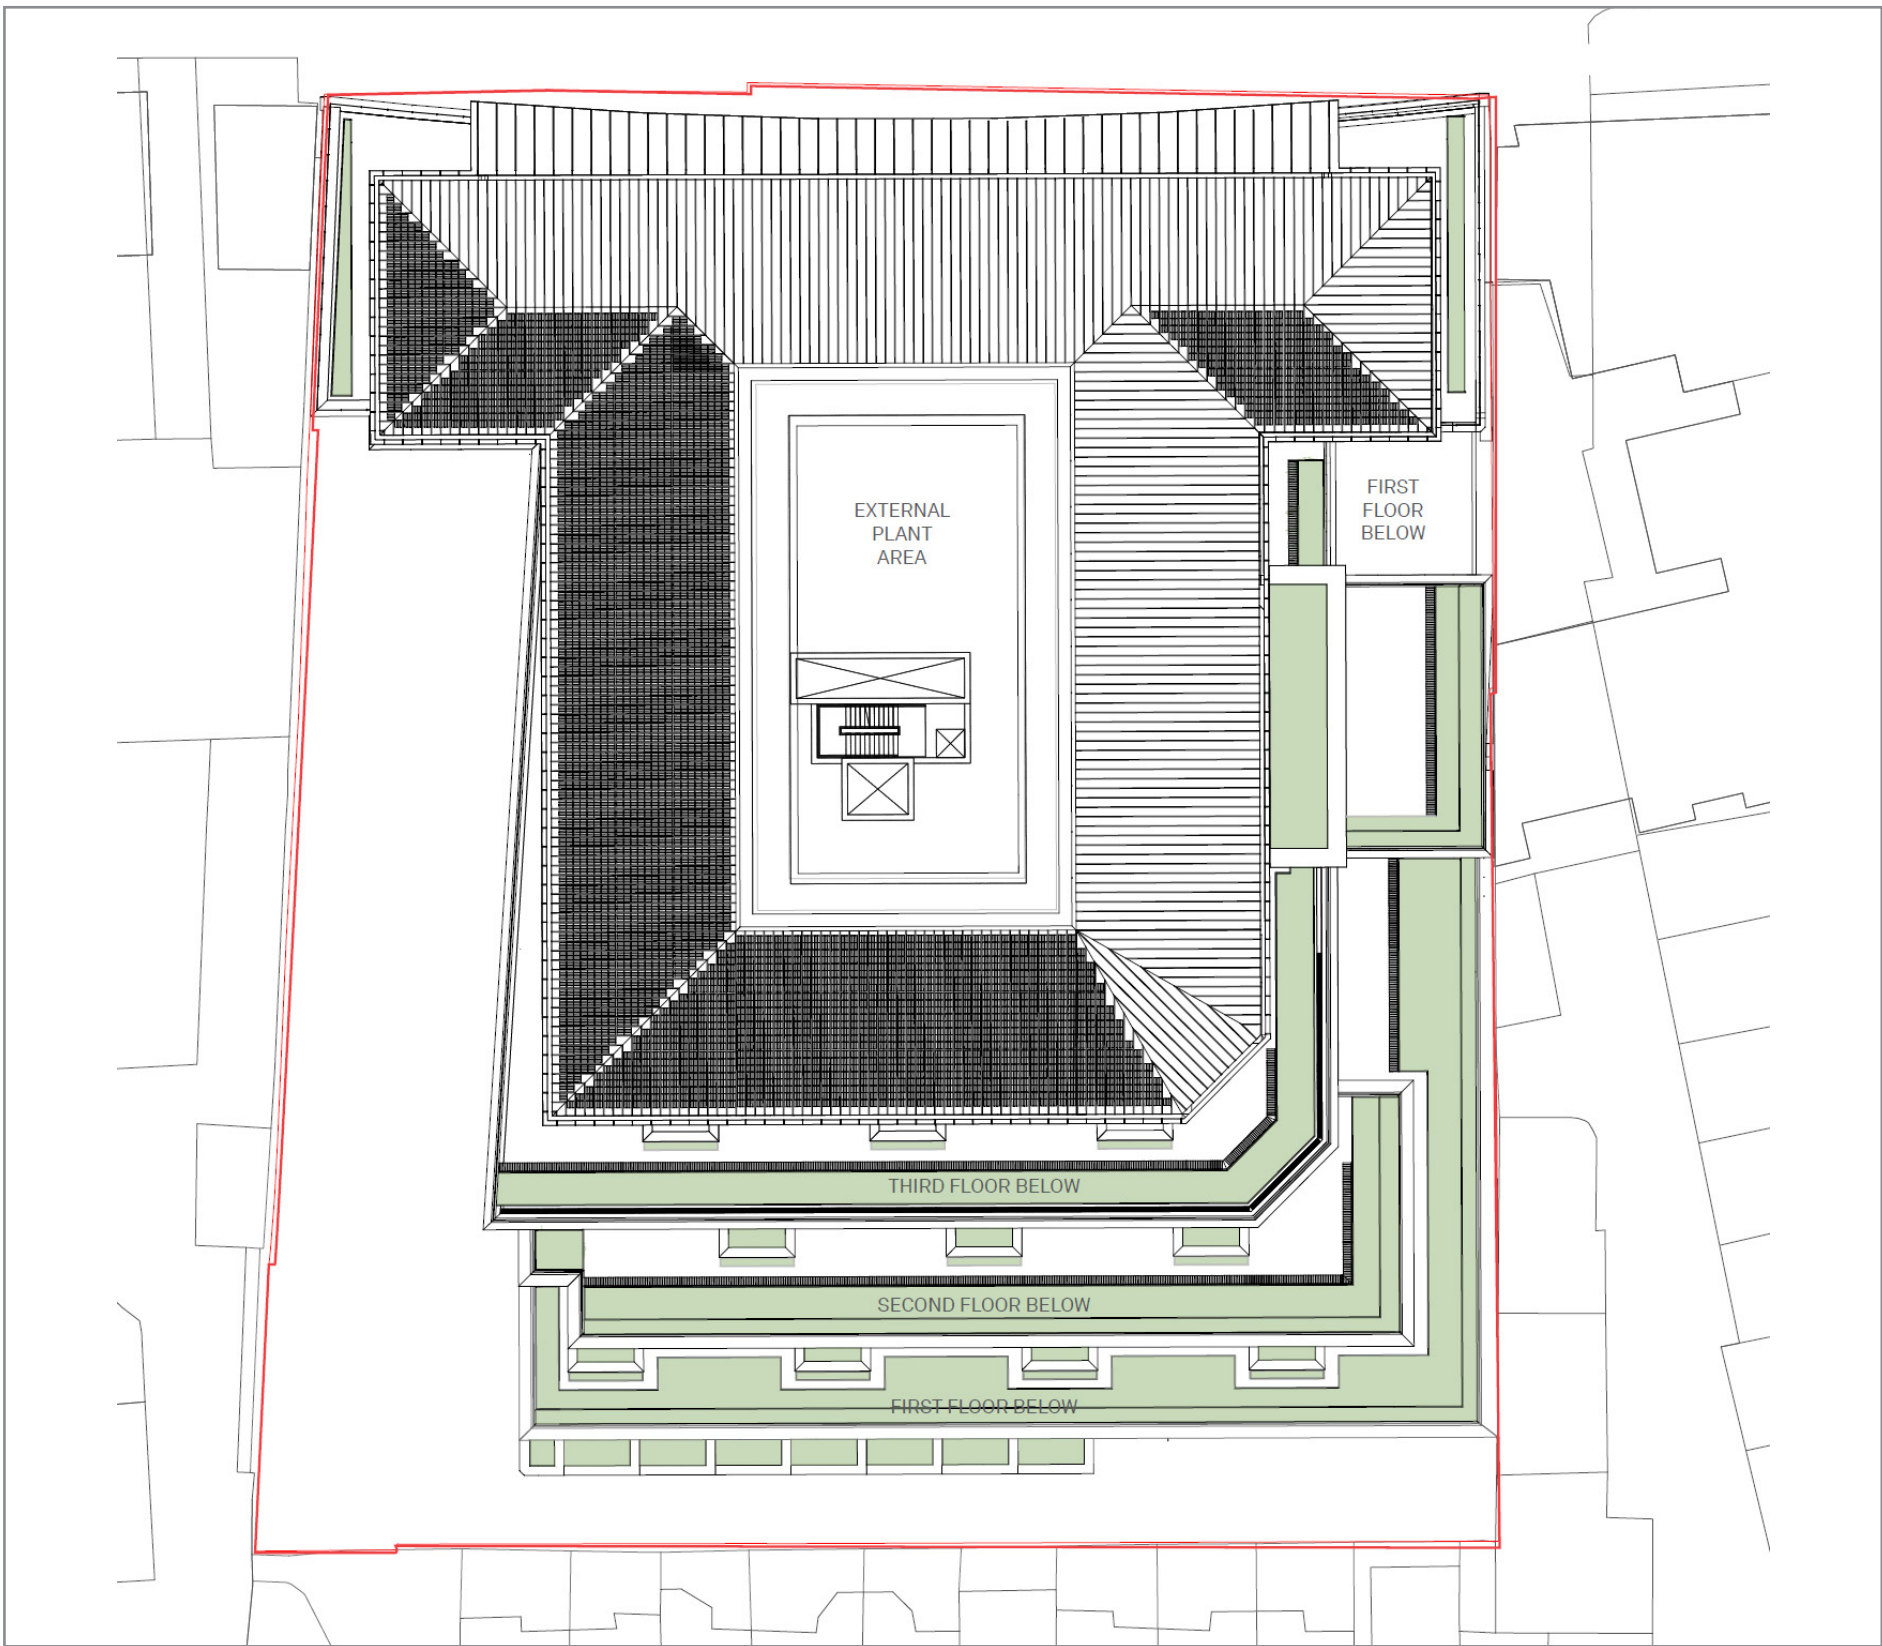 EXTERNAL
PLANT
AREA
FIRST
FLOOR
BELOW
THIRD FLOOR BELOW
SECOND FLOOR BELOW
FIRST FLOOR BELOW